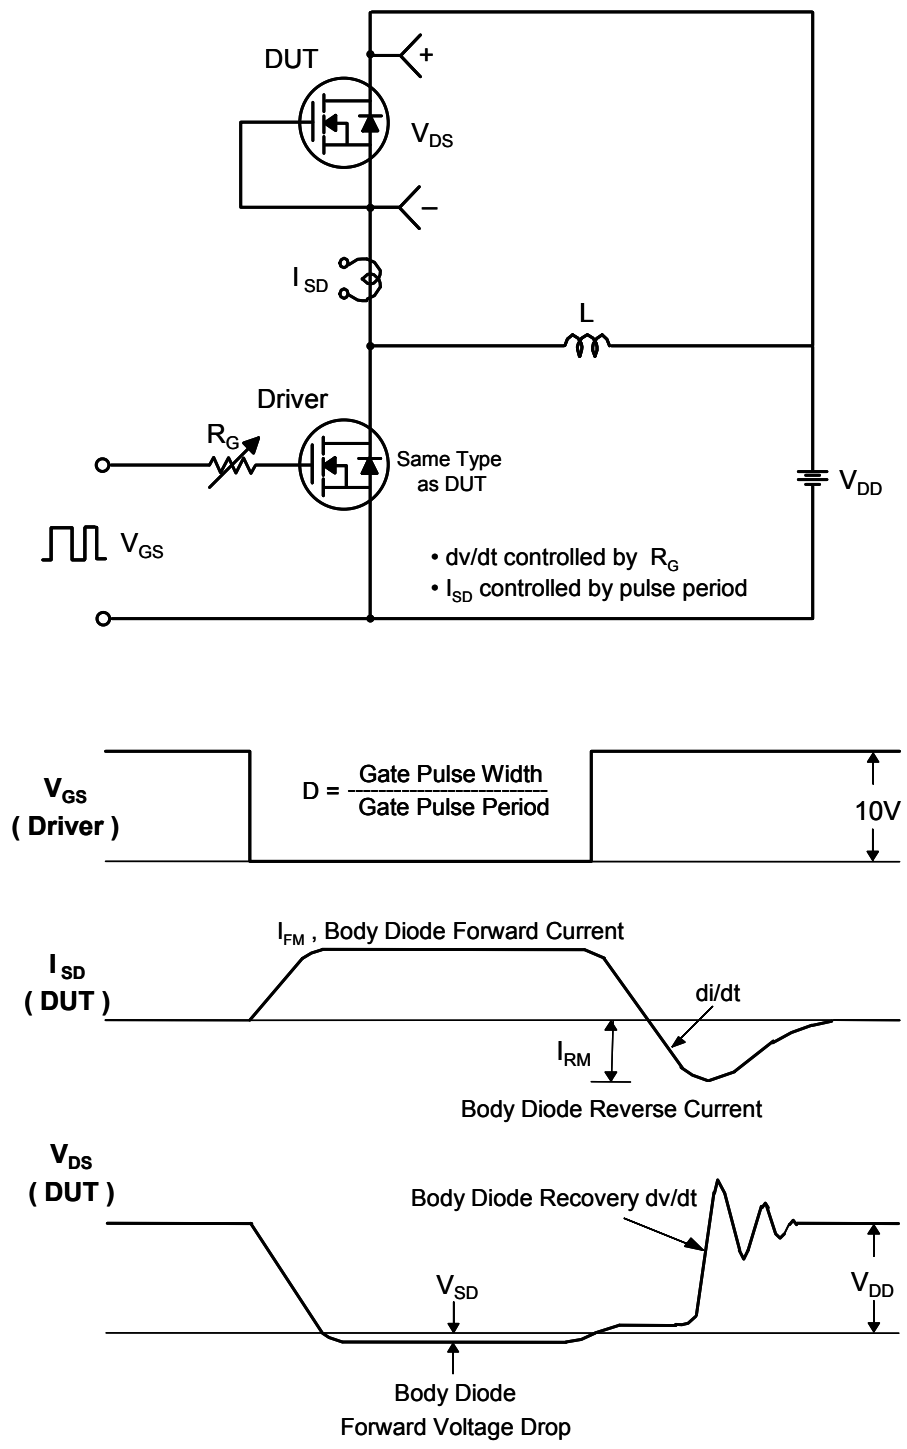 DUT
+
V_DS
−
I_SD
L
Driver
R_G
Same Type
as DUT
V_DD
V_GS
• dv/dt controlled by R_G
• I_SD controlled by pulse period
V_GS
( Driver )
D = Gate Pulse Width
Gate Pulse Period
10V
I_FM , Body Diode Forward Current
I_SD
( DUT )
di/dt
I_RM
Body Diode Reverse Current
V_DS
( DUT )
Body Diode Recovery dv/dt
V_SD
V_DD
Body Diode
Forward Voltage Drop